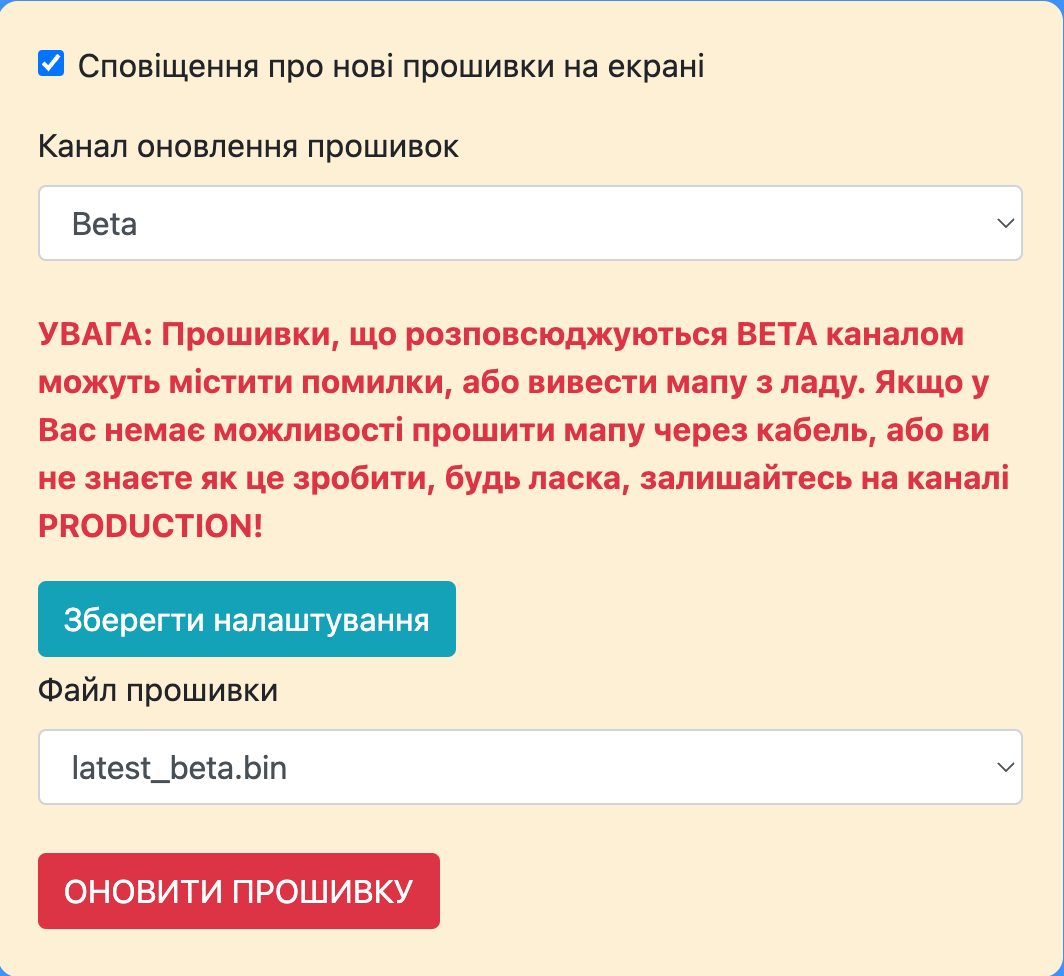 Сповіщення про нові прошивки на екрані
Канал оновлення прошивок
Beta
УВАГА: Прошивки, що розповсюджуються BETA каналом
можуть містити помилки, або вивести мапу з ладу. Якщо у
Вас немає можливості прошити мапу через кабель, або ви
не знаєте як це зробити, будь ласка, залишайтесь на каналі
PRODUCTION!
Зберегти налаштування
Файл прошивки
latest_beta.bin
ОНОВИТИ ПРОШИВКУ